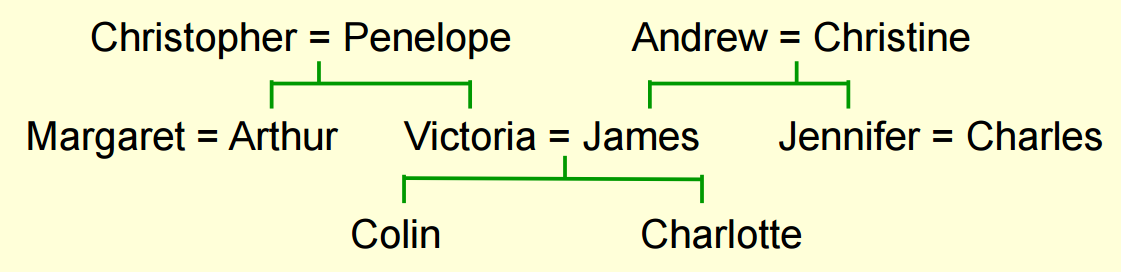 Christopher = Penelope Andrew = Christine
Margaret = Arthur Victoria = James Jennifer = Charles
Colin Charlotte